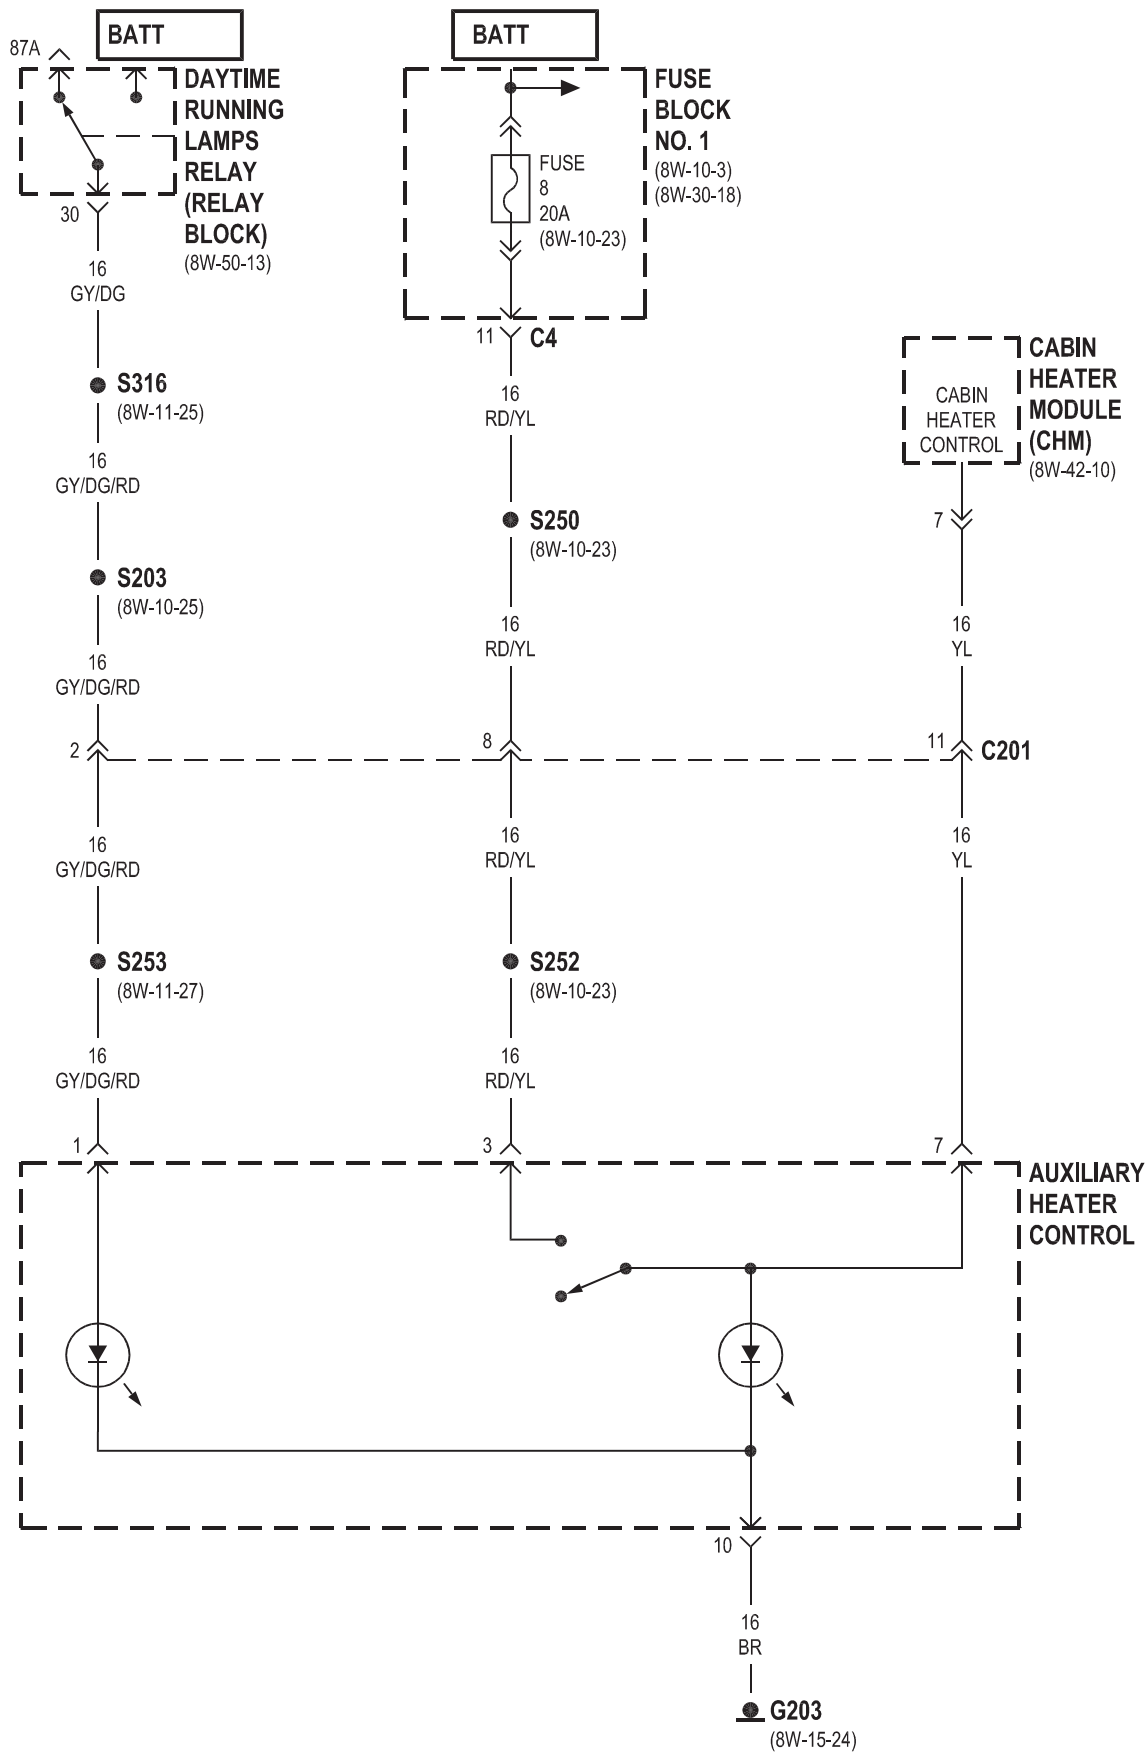 BATT
BATT
87A
DAYTIME
RUNNING
LAMPS
RELAY
(RELAY
BLOCK)
(8W-50-13)
30
FUSE
BLOCK
NO. 1
(8W-10-3)
(8W-30-18)
FUSE
8
20A
(8W-10-23)
11
C4
16
GY/DG
CABIN
HEATER
MODULE
(CHM)
(8W-42-10)
CABIN
HEATER
CONTROL
S316
(8W-11-25)
16
RD/YL
16
GY/DG/RD
S250
(8W-10-23)
7
S203
(8W-10-25)
16
GY/DG/RD
16
RD/YL
16
YL
2
8
11
C201
16
GY/DG/RD
16
RD/YL
16
YL
S253
(8W-11-27)
S252
(8W-10-23)
16
GY/DG/RD
16
RD/YL
1
3
7
AUXILIARY
HEATER
CONTROL
10
16
BR
G203
(8W-15-24)